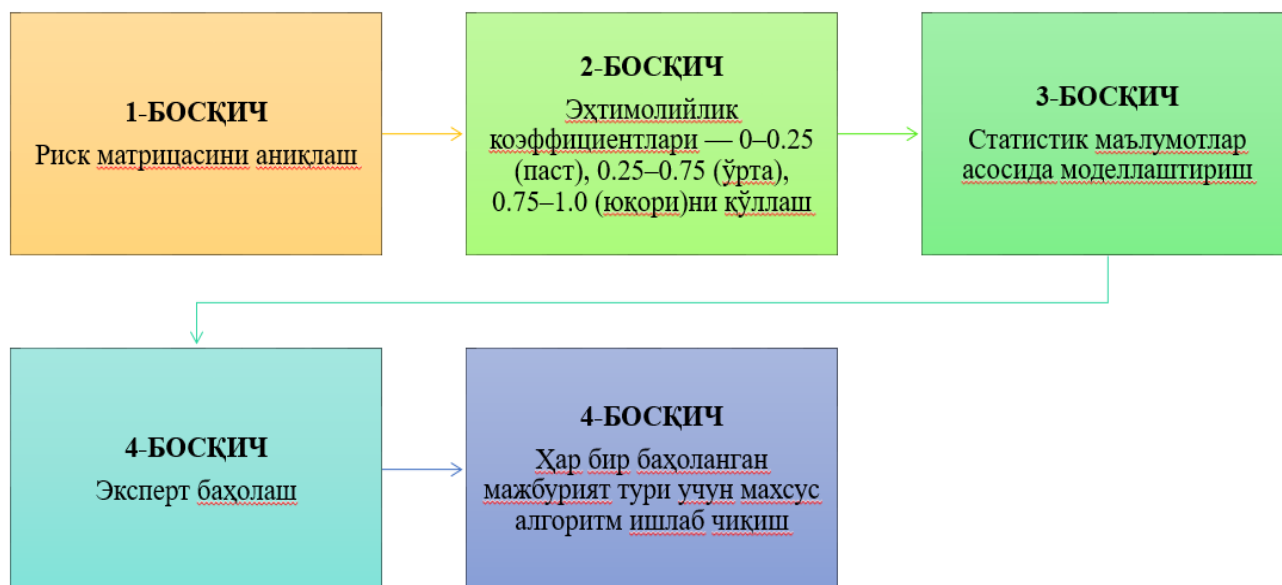 1-БОСҚИЧ
Риск матрицасини аниқлаш
2-БОСҚИЧ
Эҳтимолийлик
коэффициентлари — 0–0.25
(паст), 0.25–0.75 (ўрта),
0.75–1.0 (юқори)ни қўллаш
3-БОСҚИЧ
Статистик маълумотлар
асосида моделлаштириш
4-БОСҚИЧ
Эксперт баҳолаш
4-БОСҚИЧ
Ҳар бир баҳоланган
мажбурият тури учун махсус
алгоритм ишлаб чиқиш